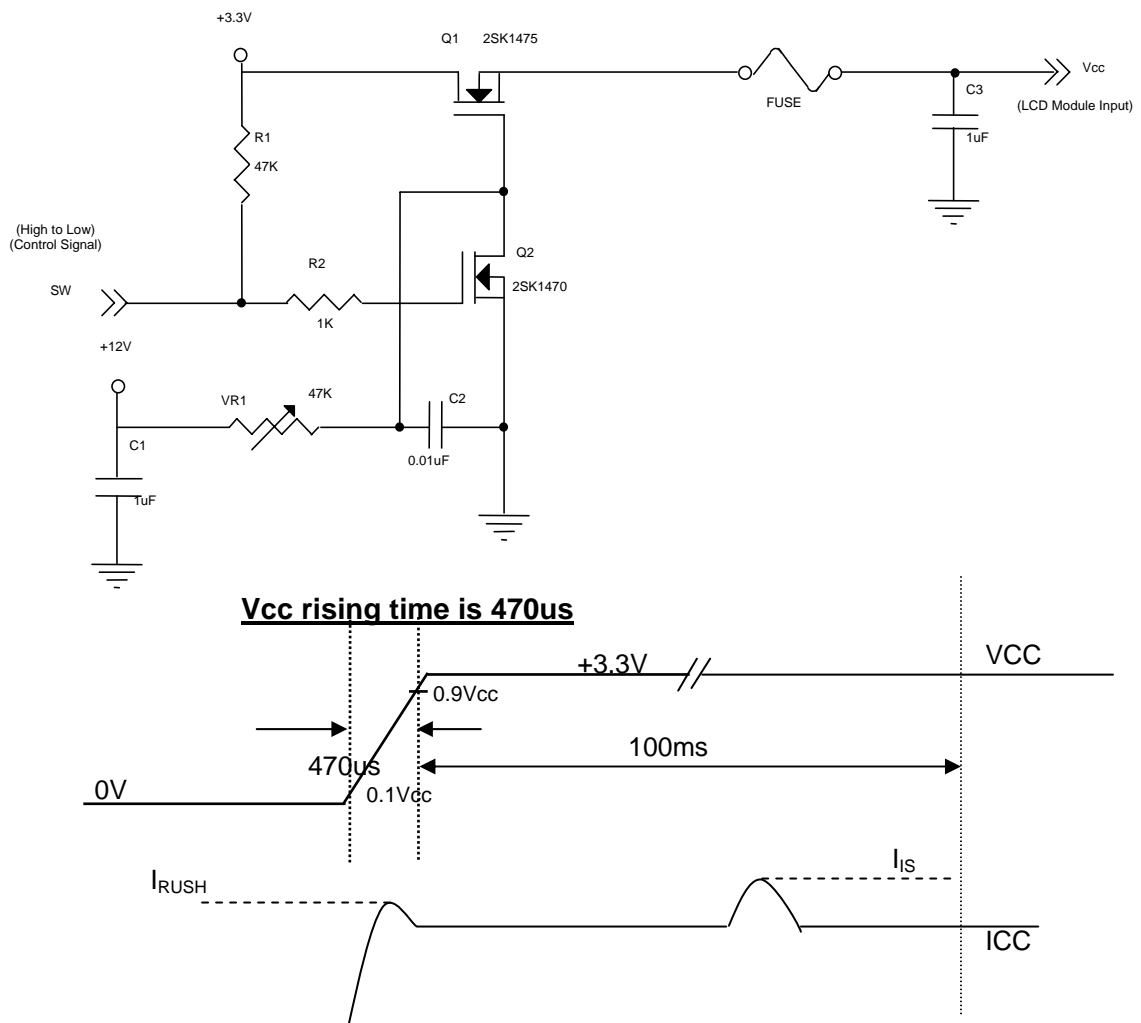 +3.3V
Q1 2SK1475
Vcc
FUSE
C3
(LCD Module Input)
R1
1uF
47K
(High to Low)
(Control Signal)
Q2
SW
R2
2SK1470
1K
+12V
VR1
47K
C2
C1
0.01uF
1uF
Vcc rising time is 470us
+3.3V
VCC
0.9Vcc
100ms
470us
0V
0.1Vcc
IRUSH
IIS
ICC